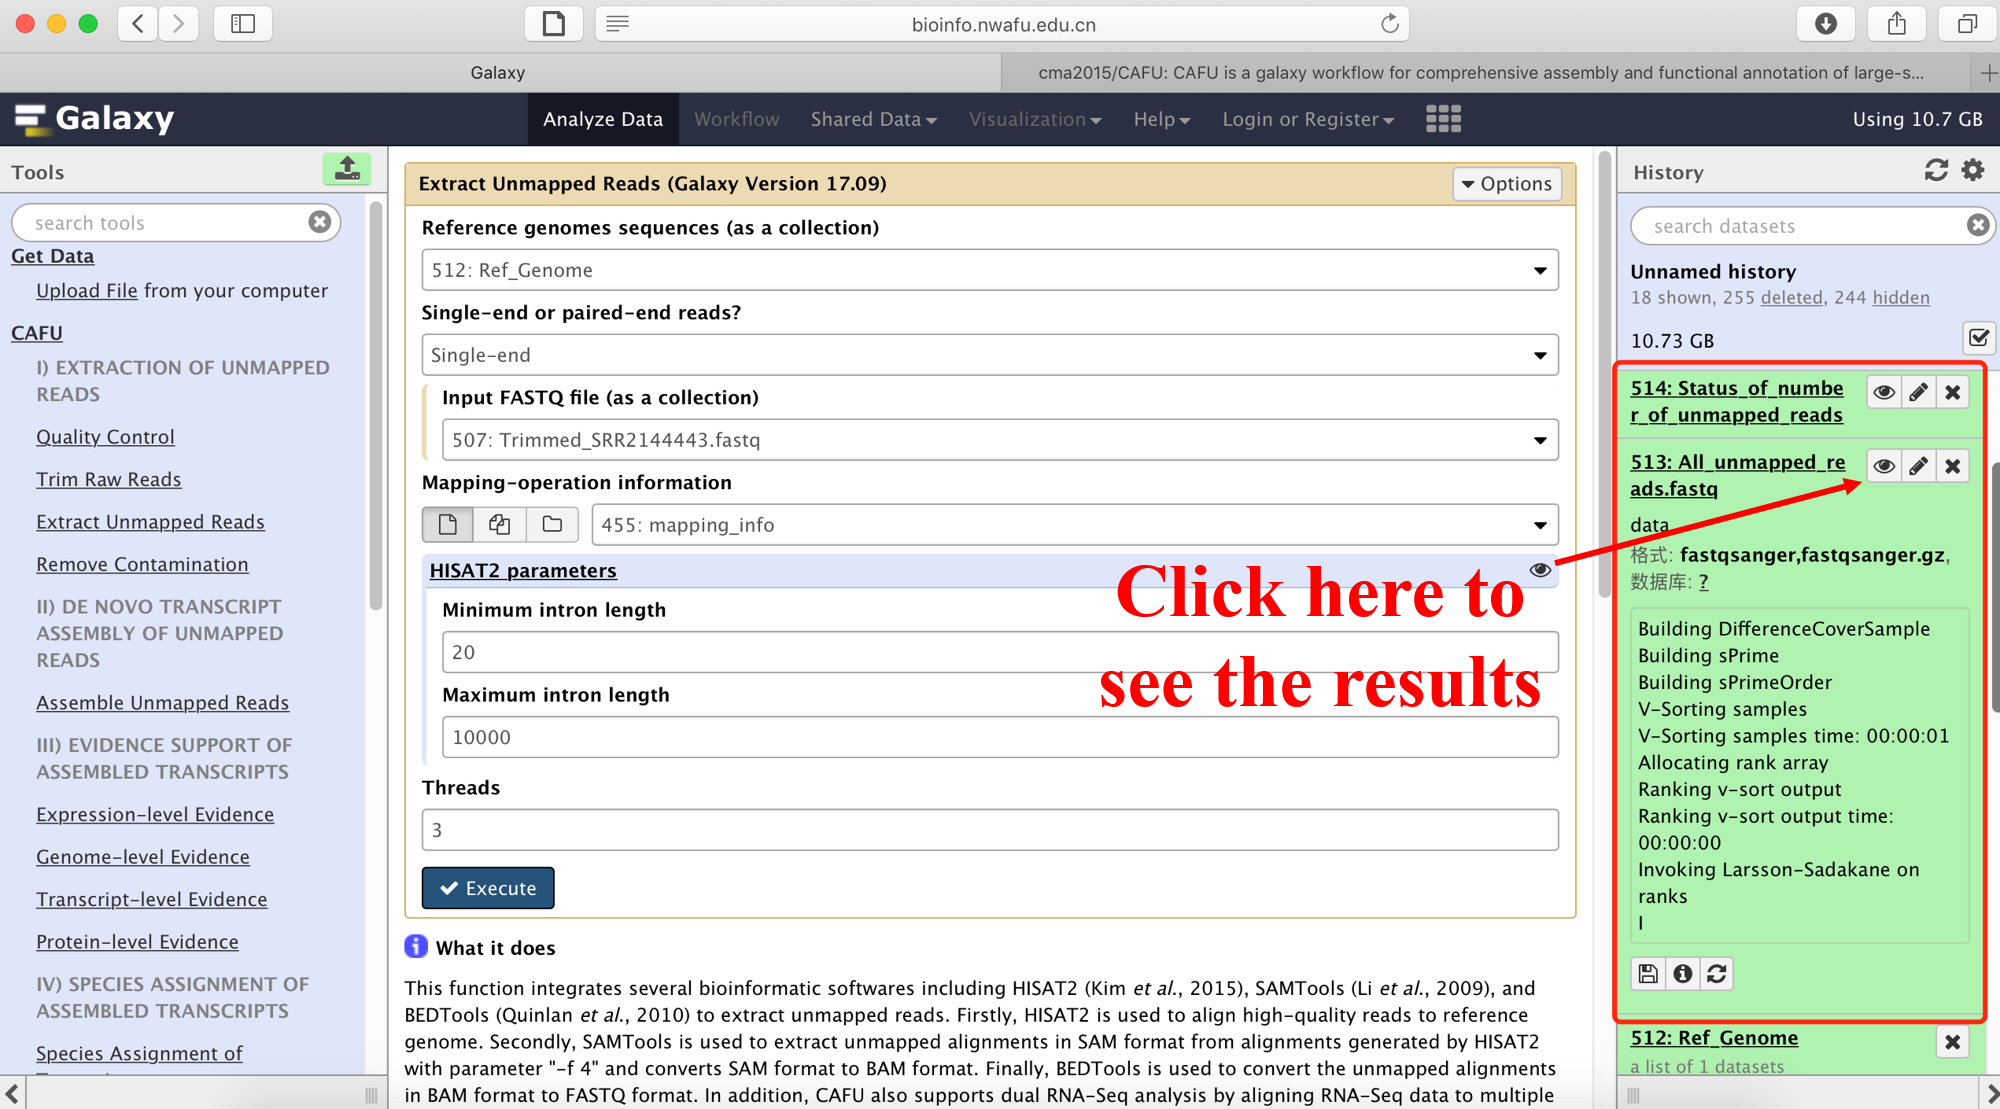 bioinfo.nwafu.edu.cn
Galaxy
cma2015/CAFU: CAFU is a galaxy workflow for comprehensive assembly and functional annotation of large-s...
Galaxy
Analyze Data
Workflow
Shared Data
Visualization
Help
Login or Register
Using 10.7 GB
Tools
search tools
Get Data
Upload File from your computer
CAFU
I) EXTRACTION OF UNMAPPED
READS
Quality Control
Trim Raw Reads
Extract Unmapped Reads
Remove Contamination
II) DE NOVO TRANSCRIPT
ASSEMBLY OF UNMAPPED
READS
Assemble Unmapped Reads
III) EVIDENCE SUPPORT OF
ASSEMBLED TRANSCRIPTS
Expression-level Evidence
Genome-level Evidence
Transcript-level Evidence
Protein-level Evidence
IV) SPECIES ASSIGNMENT OF
ASSEMBLED TRANSCRIPTS
Species Assignment of
Extract Unmapped Reads (Galaxy Version 17.09)
Options
Reference genomes sequences (as a collection)
512: Ref_Genome
Single-end or paired-end reads?
Single-end
Input FASTQ file (as a collection)
507: Trimmed_SRR2144443.fastq
Mapping-operation information
455: mapping_info
HISAT2 parameters
Minimum intron length
20
Maximum intron length
10000
Threads
3
Execute
Click here to
see the results
What it does
This function integrates several bioinformatic softwares including HISAT2 (Kim et al., 2015), SAMTools (Li et al., 2009), and
BEDTools (Quinlan et al., 2010) to extract unmapped reads. Firstly, HISAT2 is used to align high-quality reads to reference
genome. Secondly, SAMTools is used to extract unmapped alignments in SAM format from alignments generated by HISAT2
with parameter "-f 4" and converts SAM format to BAM format. Finally, BEDTools is used to convert the unmapped alignments
in BAM format to FASTQ format. In addition, CAFU also supports dual RNA-Seq analysis by aligning RNA-Seq data to multiple
History
search datasets
Unnamed history
18 shown, 255 deleted, 244 hidden
10.73 GB
514: Status_of_numbe
r_of_unmapped_reads
513: All_unmapped_re
ads.fastq
data
格式: fastqsanger,fastqsanger.gz,
数据库: ?
Building DifferenceCoverSample
Building sPrime
Building sPrimeOrder
V-Sorting samples
V-Sorting samples time: 00:00:01
Allocating rank array
Ranking v-sort output
Ranking v-sort output time:
00:00:00
Invoking Larsson-Sadakane on
ranks
I
512: Ref_Genome
a list of 1 datasets